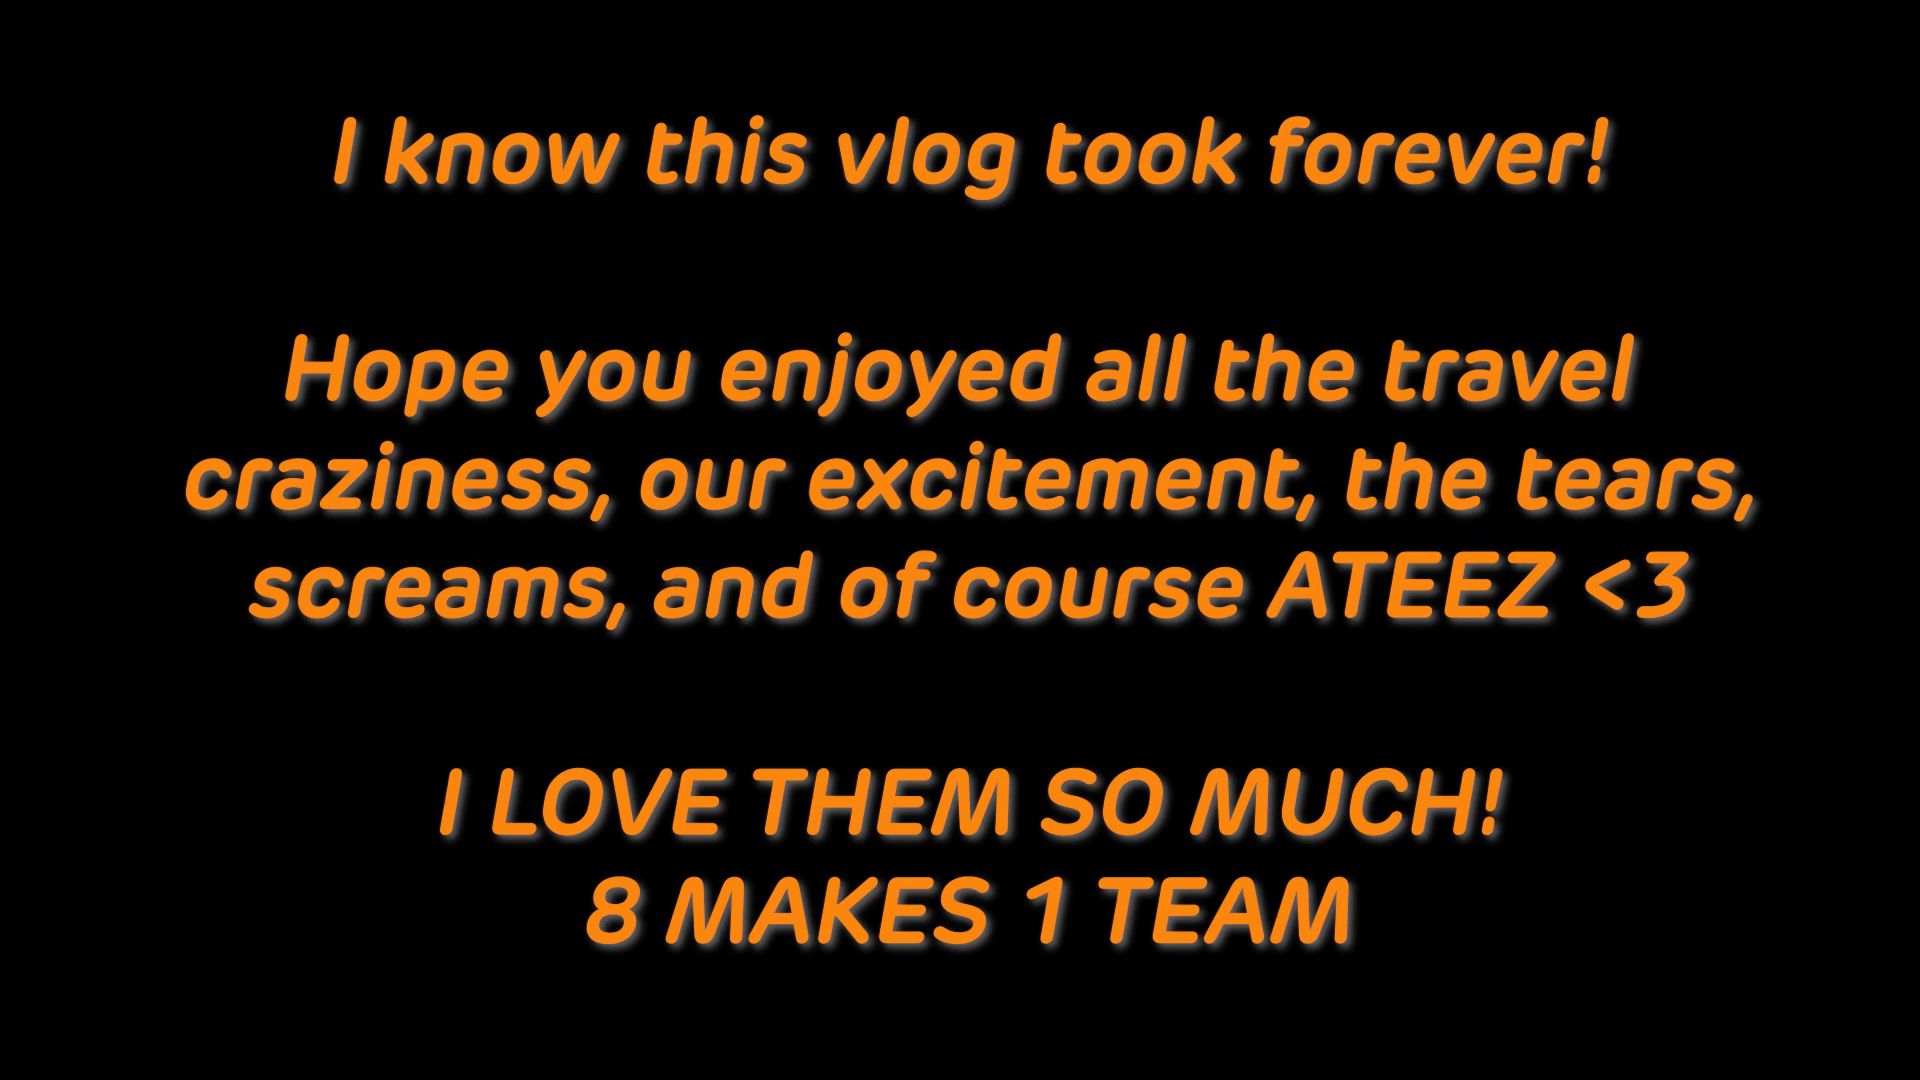 I know this vlog took forever!
Hope you enjoyed all the travel
craziness, our excitement, the tears,
screams, and of course ATEEZ <3
I LOVE THEM SO MUCH!
8 MAKES 1 TEAM